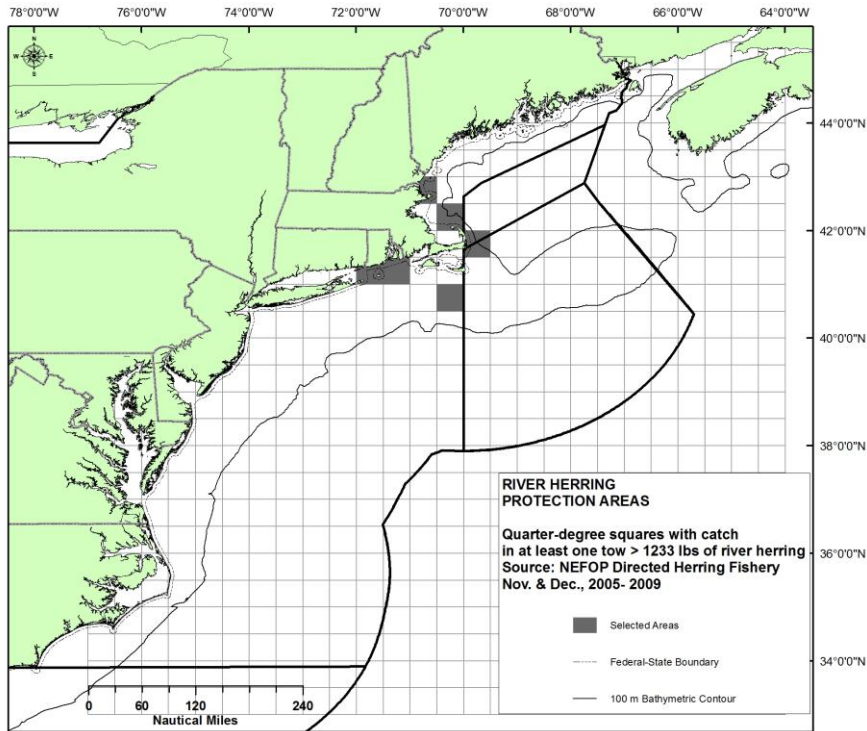 78°0'0"W 76°0'0"W 74°0'0"W 72°0'0"W 70°0'0"W 68°0'0"W 66°0'0"W 64°0'0"W
N
W E
S
44°0'0"N
42°0'0"N
40°0'0"N
38°0'0"N
36°0'0"N
34°0'0"N
RIVER HERRING
PROTECTION AREAS
Quarter-degree squares with catch
in at least one tow > 1233 lbs of river herring
Source: NEFOP Directed Herring Fishery
Nov. & Dec., 2005- 2009
Selected Areas
Federal-State Boundary
100 m Bathymetric Contour
0 60 120 240
Nautical Miles